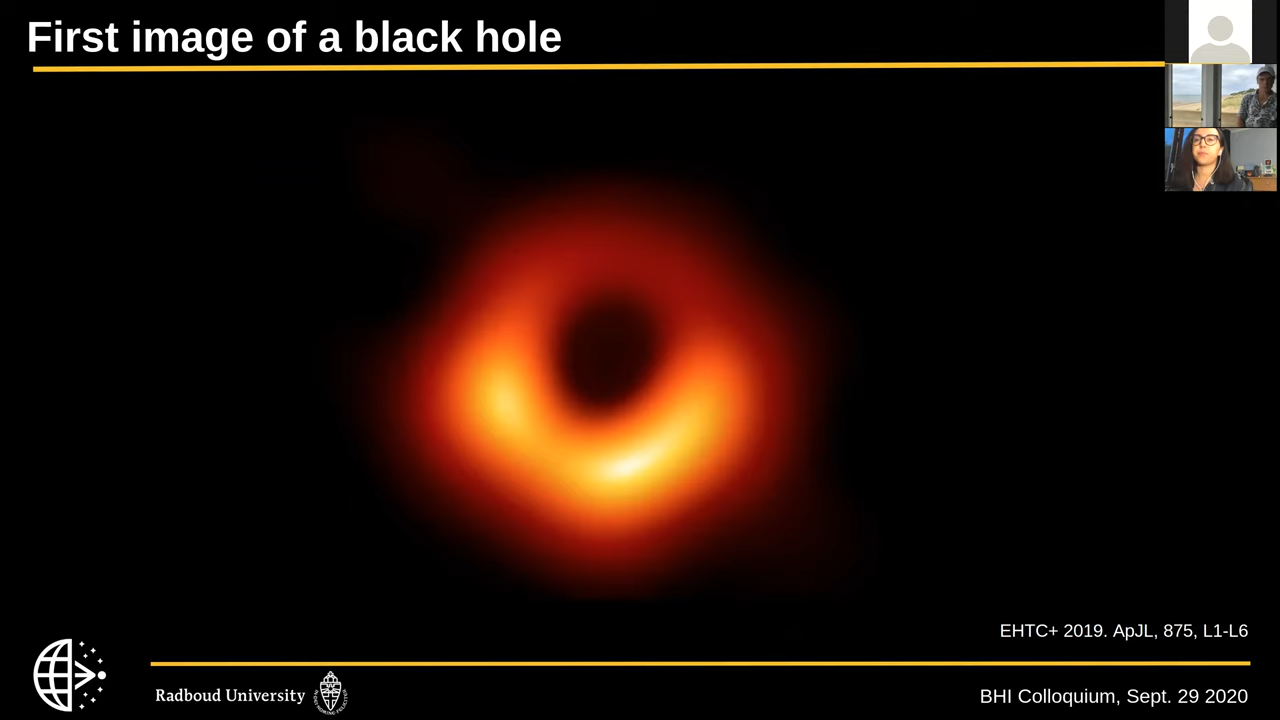 First image of a black hole
EHTC+ 2019. ApJL, 875, L1-L6
Radboud University
BHI Colloquium, Sept. 29 2020